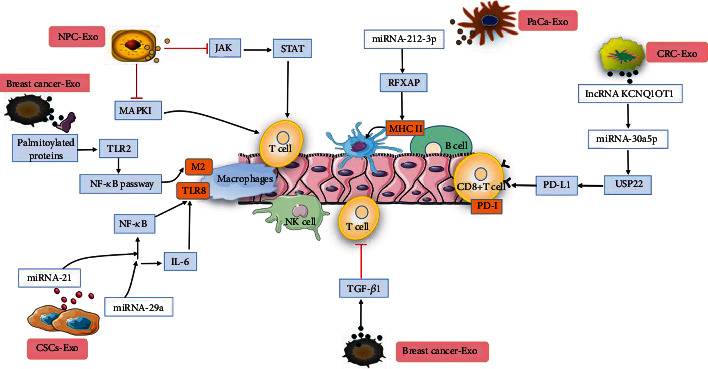 NPC-Exo
JAK
STAT
MAPKI
Breast cancer-Exo
Palmitoylated
proteins
TLR2
NF-κB passway
M2
TLR8
Macrophages
NF-κB
IL-6
miRNA-21
miRNA-29a
CSCs-Exo
T cell
NK cell
T cell
TGF-β1
Breast cancer-Exo
miRNA-212-3p
PaCa-Exo
RFXAP
MHC II
B cell
CD8+T cell
PD-I
CRC-Exo
lncRNA KCNQ1OT1
miRNA-30a5p
USP22
PD-L1